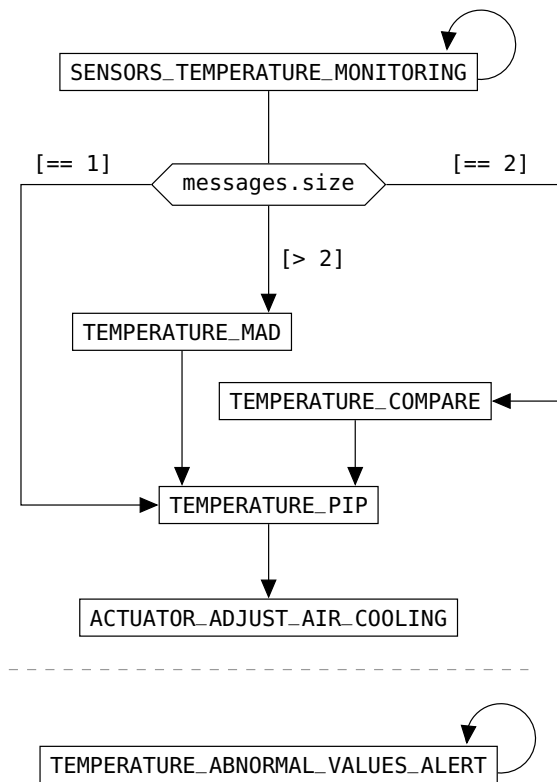 SENSORS_TEMPERATURE_MONITORING
[== 1]
[== 2]
messages.size
[> 2]
TEMPERATURE_MAD
TEMPERATURE_COMPARE
TEMPERATURE_PIP
ACTUATOR_ADJUST_AIR_COOLING
TEMPERATURE_ABNORMAL_VALUES_ALERT